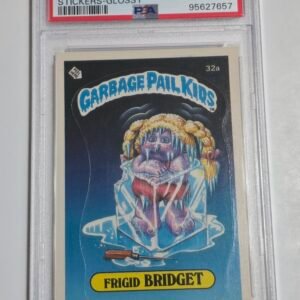 STICKERS-GLOSSY
PSA
95627657
32a
GARBAGE PAIL KIDS
FRIGID BRIDGET